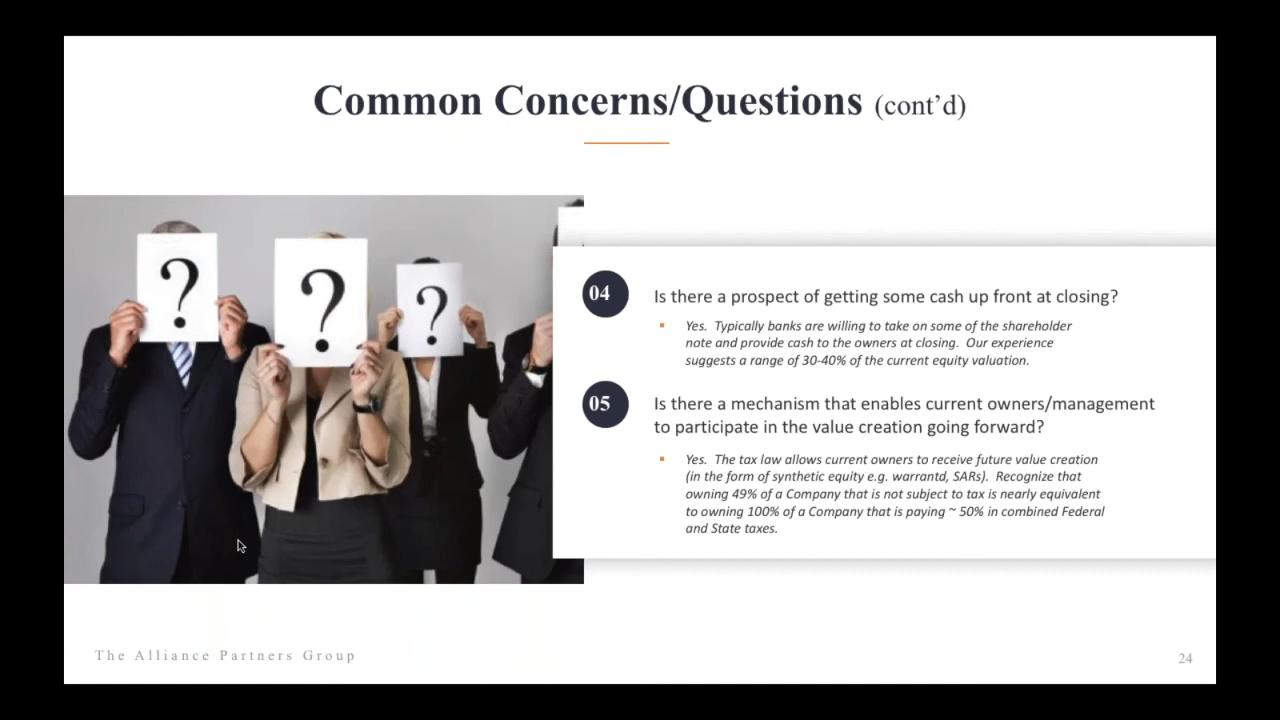 Common Concerns/Questions (cont’d)
?
?
?
04
Is there a prospect of getting some cash up front at closing?
Yes. Typically banks are willing to take on some of the shareholder
note and provide cash to the owners at closing. Our experience
suggests a range of 30-40% of the current equity valuation.
05
Is there a mechanism that enables current owners/management
to participate in the value creation going forward?
Yes. The tax law allows current owners to receive future value creation
(in the form of synthetic equity e.g. warrantd, SARs). Recognize that
owning 49% of a Company that is not subject to tax is nearly equivalent
to owning 100% of a Company that is paying ~ 50% in combined Federal
and State taxes.
The Alliance Partners Group
24